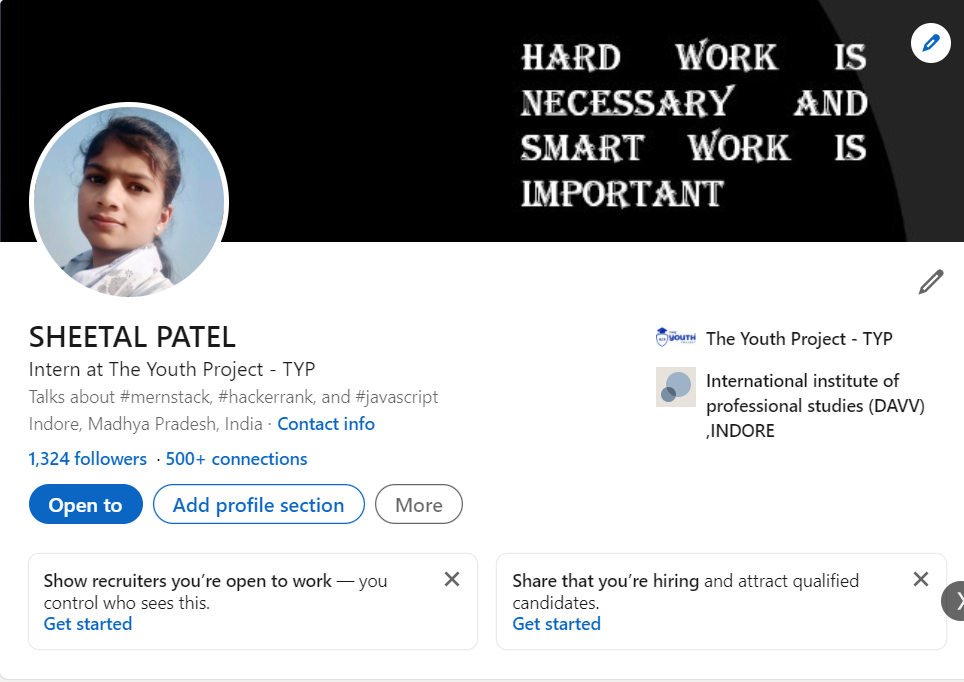 HARD WORK IS
NECESSARY AND
SMART WORK IS
IMPORTANT
SHEETAL PATEL
Intern at The Youth Project - TYP
Talks about #mernstack, #hackerrank, and #javascript
Indore, Madhya Pradesh, India · Contact info
1,324 followers · 500+ connections
Open to
Add profile section
More
YOUTH
The Youth Project - TYP
International institute of
professional studies (DAVV)
,INDORE
Show recruiters you’re open to work — you
control who sees this.
Get started
Share that you’re hiring and attract qualified
candidates.
Get started